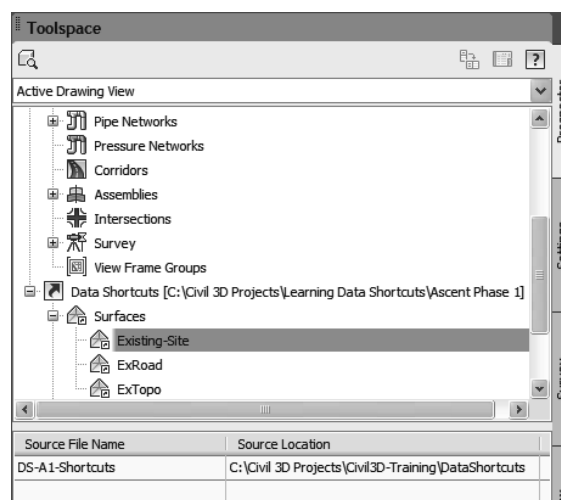 Toolspace
?
Active Drawing View
Pipe Networks
Pressure Networks
Corridors
Assemblies
Intersections
Survey
View Frame Groups
Data Shortcuts [C:\Civil 3D Projects\Learning Data Shortcuts\Ascent Phase 1]
Surfaces
Existing-Site
ExRoad
ExTopo
Source File Name Source Location
DS-A1-Shortcuts C:\Civil 3D Projects\Civil3D-Training\DataShortcuts